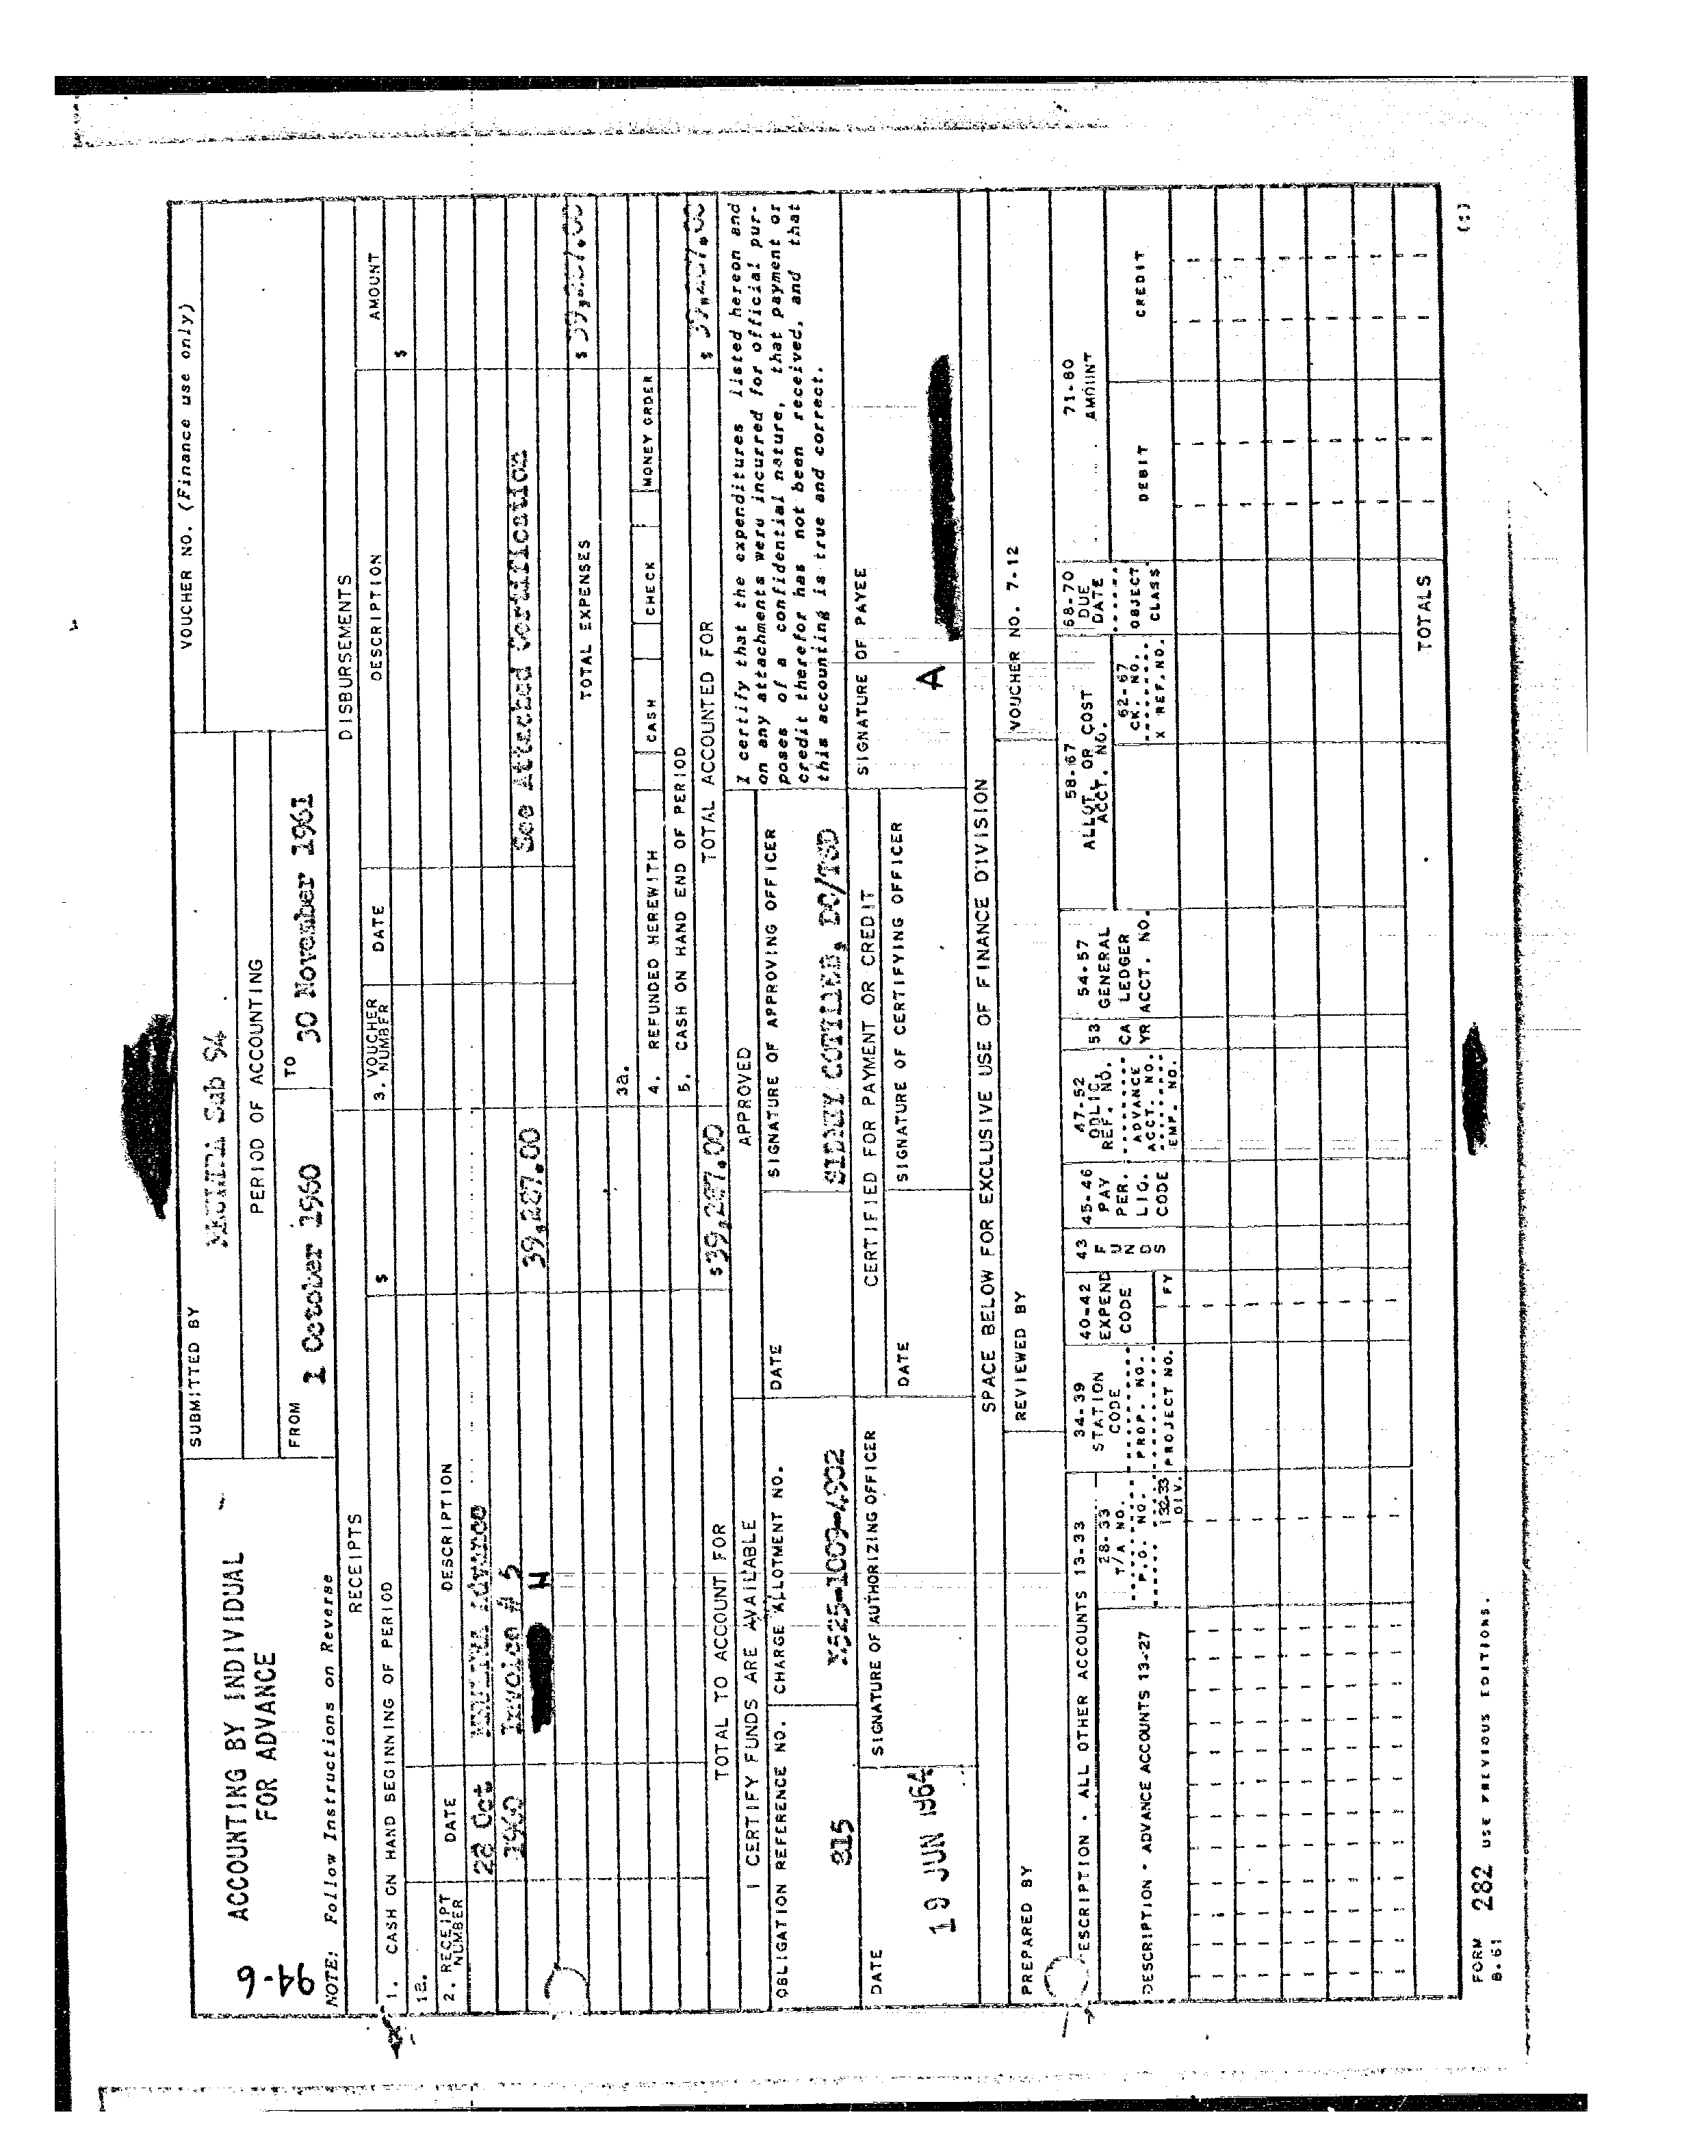 94-6
ACCOUNTING BY INDIVIDUAL
FOR ADVANCE
NOTE: Follow Instructions on Reverse
SUBMITTED BY
MKULTRA Sub 94
PERIOD OF ACCOUNTING
FROM
1 October 1960
TO
30 November 1961
VOUCHER NO. (Finance use only)
RECEIPTS
1. CASH ON HAND BEGINNING OF PERIOD
$
1a.
2. RECEIPT NUMBER
DATE
DESCRIPTION
28 Oct
1960
MKULTRA Advance
Invoice # 5
H
39,287.00
TOTAL TO ACCOUNT FOR
$39,287.00
DISBURSEMENTS
3. VOUCHER NUMBER
DATE
DESCRIPTION
AMOUNT
$
See Attached Certification
TOTAL EXPENSES
$ 39,287.00
3a.
4. REFUNDED HEREWITH
CASH
CHECK
MONEY ORDER
5. CASH ON HAND END OF PERIOD
TOTAL ACCOUNTED FOR
$ 39,287.00
I CERTIFY FUNDS ARE AVAILABLE
OBLIGATION REFERENCE NO.
815
CHARGE ALLOTMENT NO.
X525-1009-4902
DATE
19 JUN 1964
SIGNATURE OF AUTHORIZING OFFICER
APPROVED
DATE
SIGNATURE OF APPROVING OFFICER
SIDNEY GOTTLIEB, DC/TSD
CERTIFIED FOR PAYMENT OR CREDIT
DATE
SIGNATURE OF CERTIFYING OFFICER
I certify that the expenditures listed hereon and
on any attachments were incurred for official pur-
poses of a confidential nature, that payment or
credit therefor has not been received, and that
this accounting is true and correct.
SIGNATURE OF PAYEE
A
SPACE BELOW FOR EXCLUSIVE USE OF FINANCE DIVISION
PREPARED BY
REVIEWED BY
VOUCHER NO. 7-12
ESCRIPTION - ALL OTHER ACCOUNTS 13-33
DESCRIPTION - ADVANCE ACCOUNTS 13-27
28-33
T/A NO.
P.O. NO.
32-33
DIV.
34-39
STATION
CODE
PROP. NO.
PROJECT NO.
40-42
EXPEND
CODE
FY
43
FUNDS
45-46
PAY
PER.
LIQ.
CODE
47-52
OBLIG.
REF. NO.
ADVANCE
ACCT. NO.
EMP. NO.
53
CA
YR
54-57
GENERAL
LEDGER
ACCT. NO.
58-67
ALLOT. OR COST
ACCT. NO.
62-67
CK. NO.
X REF.NO.
68-70
DUE
DATE
OBJECT
CLASS
71-80
AMOUNT
DEBIT
CREDIT
TOTALS
FORM
8-61
282
USE PREVIOUS EDITIONS.